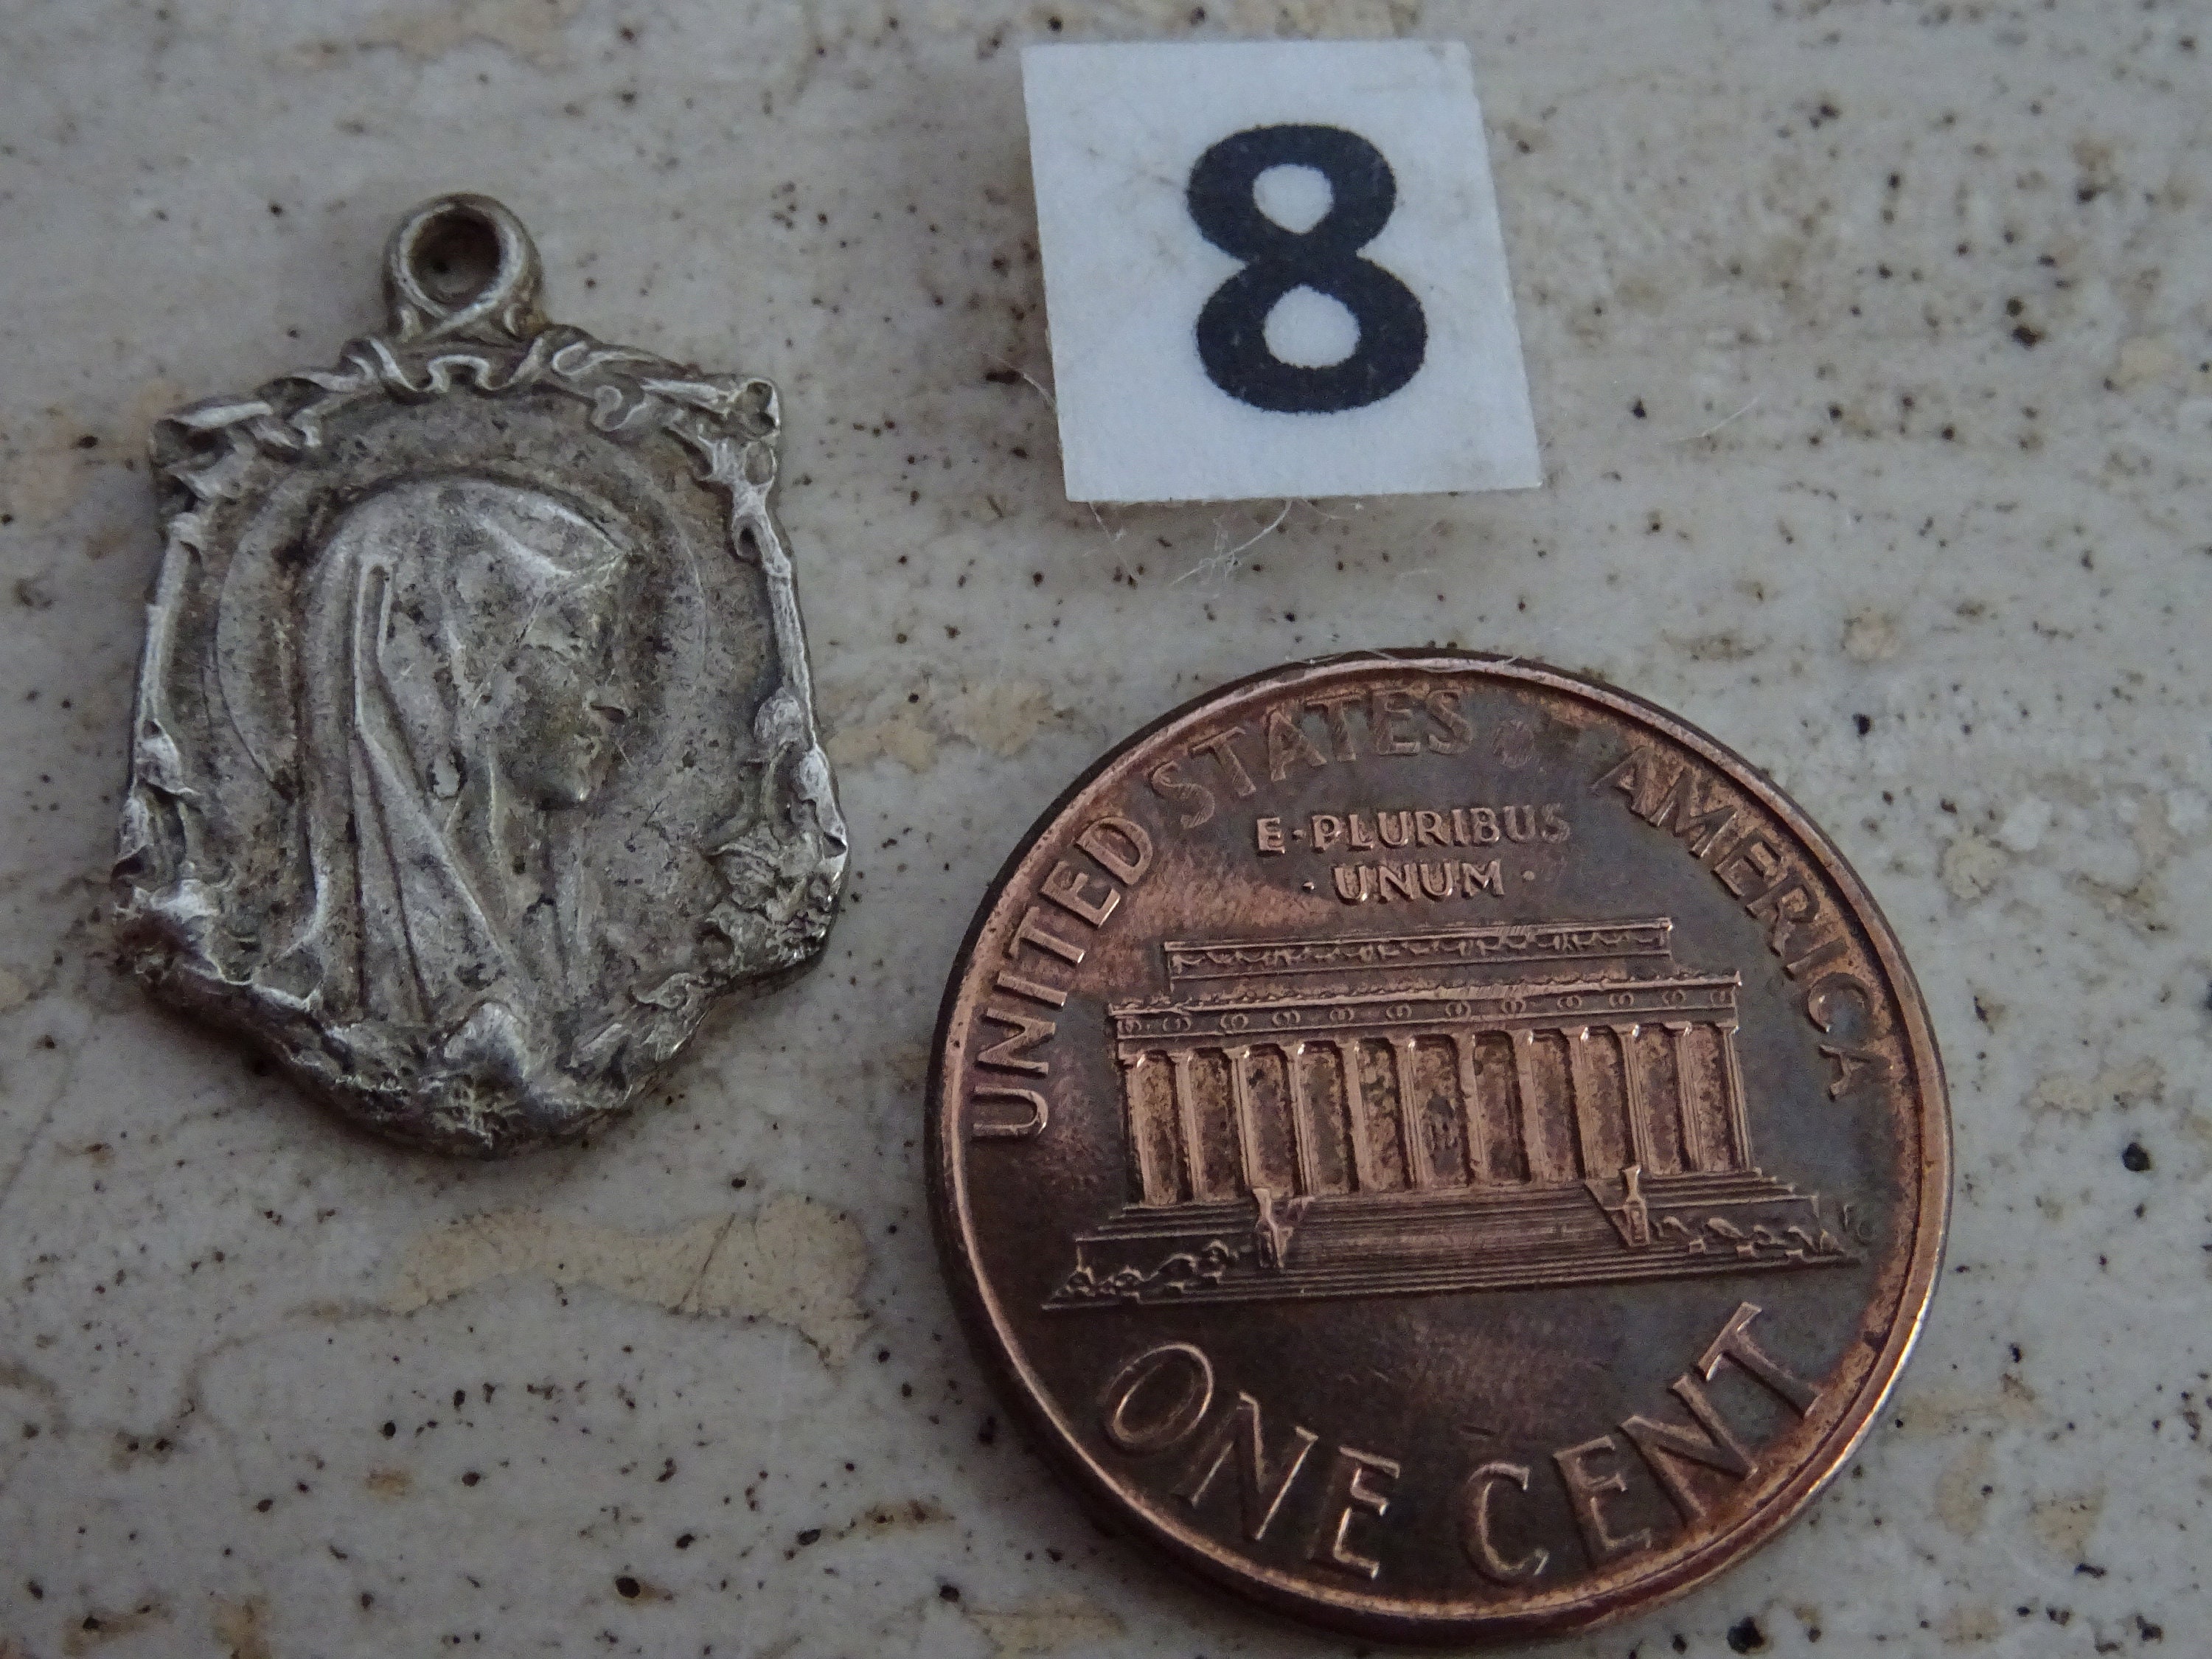 8
UNITED STATES OF AMERICA
E·PLURIBUS
·UNUM·
ONE CENT